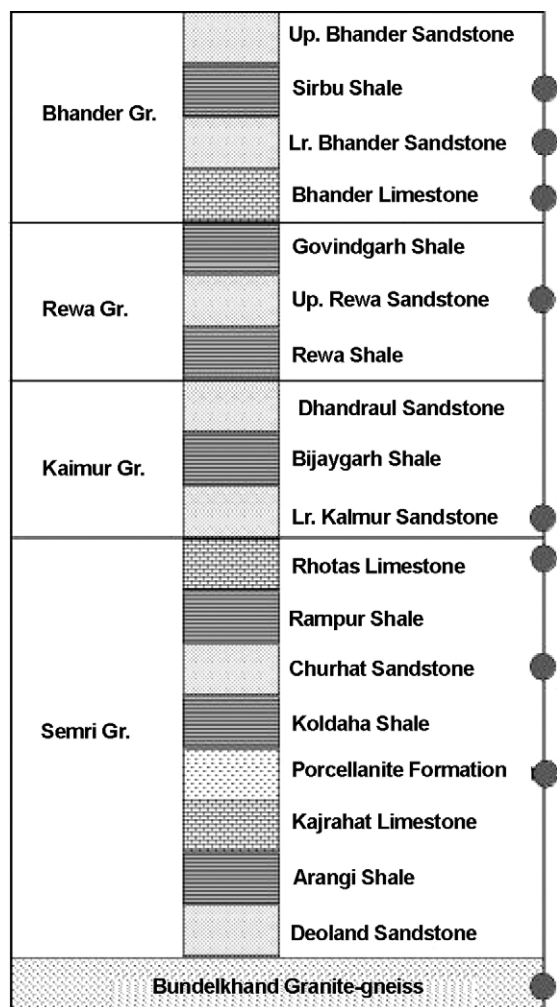 Up. Bhander Sandstone
Sirbu Shale
Bhander Gr.
Lr. Bhander Sandstone
Bhander Limestone
Govindgarh Shale
Rewa Gr.
Up. Rewa Sandstone
Rewa Shale
Dhandraul Sandstone
Kaimur Gr.
Bijaygarh Shale
Lr. Kalmur Sandstone
Rhotas Limestone
Rampur Shale
Churhat Sandstone
Semri Gr.
Koldaha Shale
Porcellanite Formation
Kajrahat Limestone
Arangi Shale
Deoland Sandstone
Bundelkhand Granite-gneiss